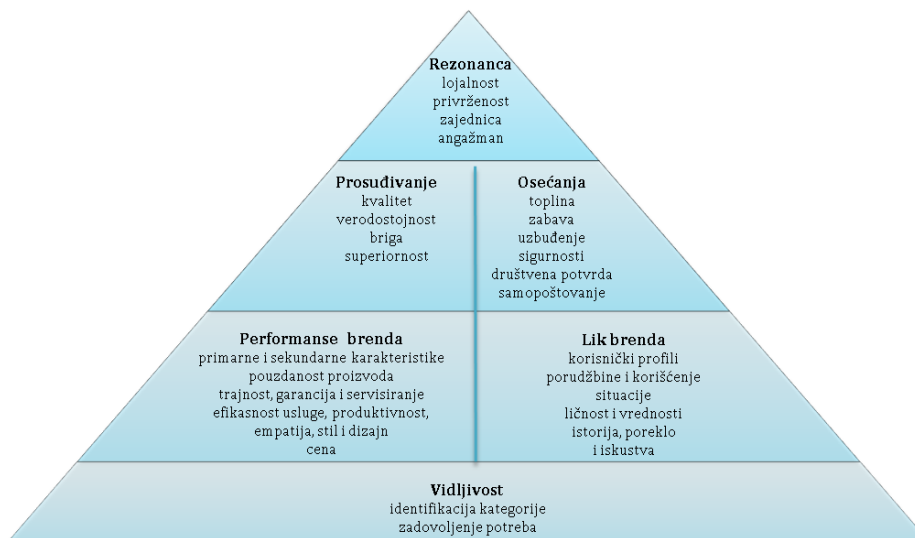 Rezonanca
lojalnost
privrženost
zajednica
angažman
Prosuđivanje
kvalitet
verodostojnost
briga
superiornost
Osećanja
toplina
zabava
uzbuđenje
sigurnosti
društvena potvrda
samopoštovanje
Performanse brenda
primarne i sekundarne karakteristike
pouzdanost proizvoda
trajnost, garancija i servisiranje
efikasnost usluge, produktivnost,
empatija, stil i dizajn
cena
Lik brenda
korisnički profili
porudžbine i korišćenje
situacije
ličnost i vrednosti
istorija, poreklo
i iskustva
Vidljivost
identifikacija kategorije
zadovoljenje potreba